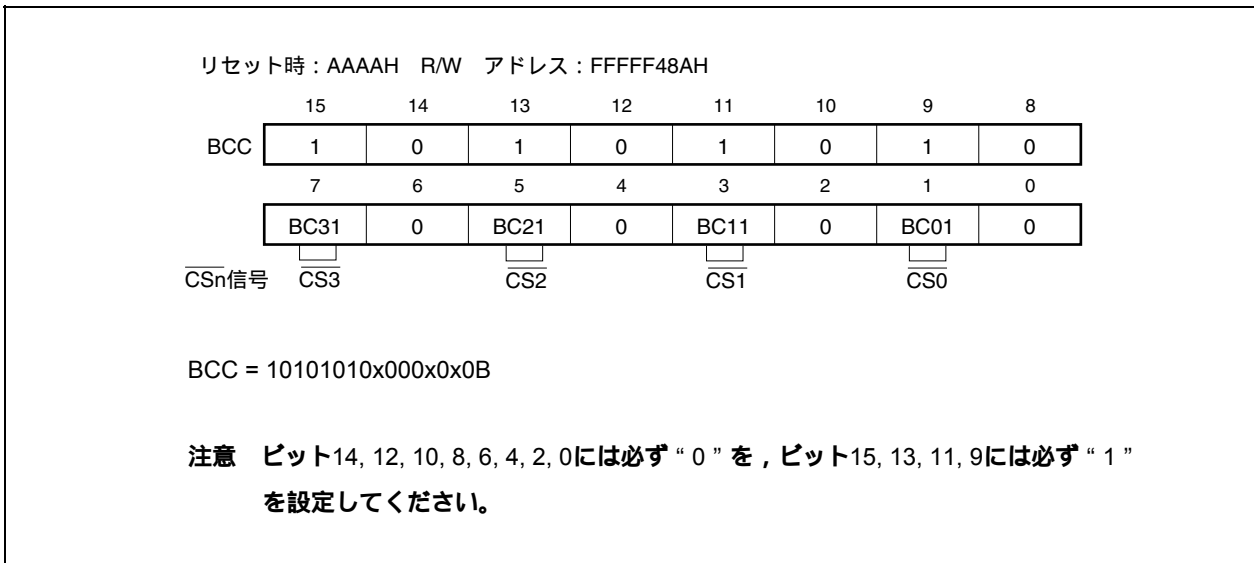 リセット時：AAAAH R/W アドレス：FFFFF48AH
15 14 13 12 11 10 9 8
BCC 1 0 1 0 1 0 1 0
7 6 5 4 3 2 1 0
BC31 0 BC21 0 BC11 0 BC01 0
CSn信号 CS3 CS2 CS1 CS0
BCC = 10101010x000x0x0B
注意 ビット14, 12, 10, 8, 6, 4, 2, 0には必ず“ 0 ”を，ビット15, 13, 11, 9には必ず“ 1 ”
を設定してください。